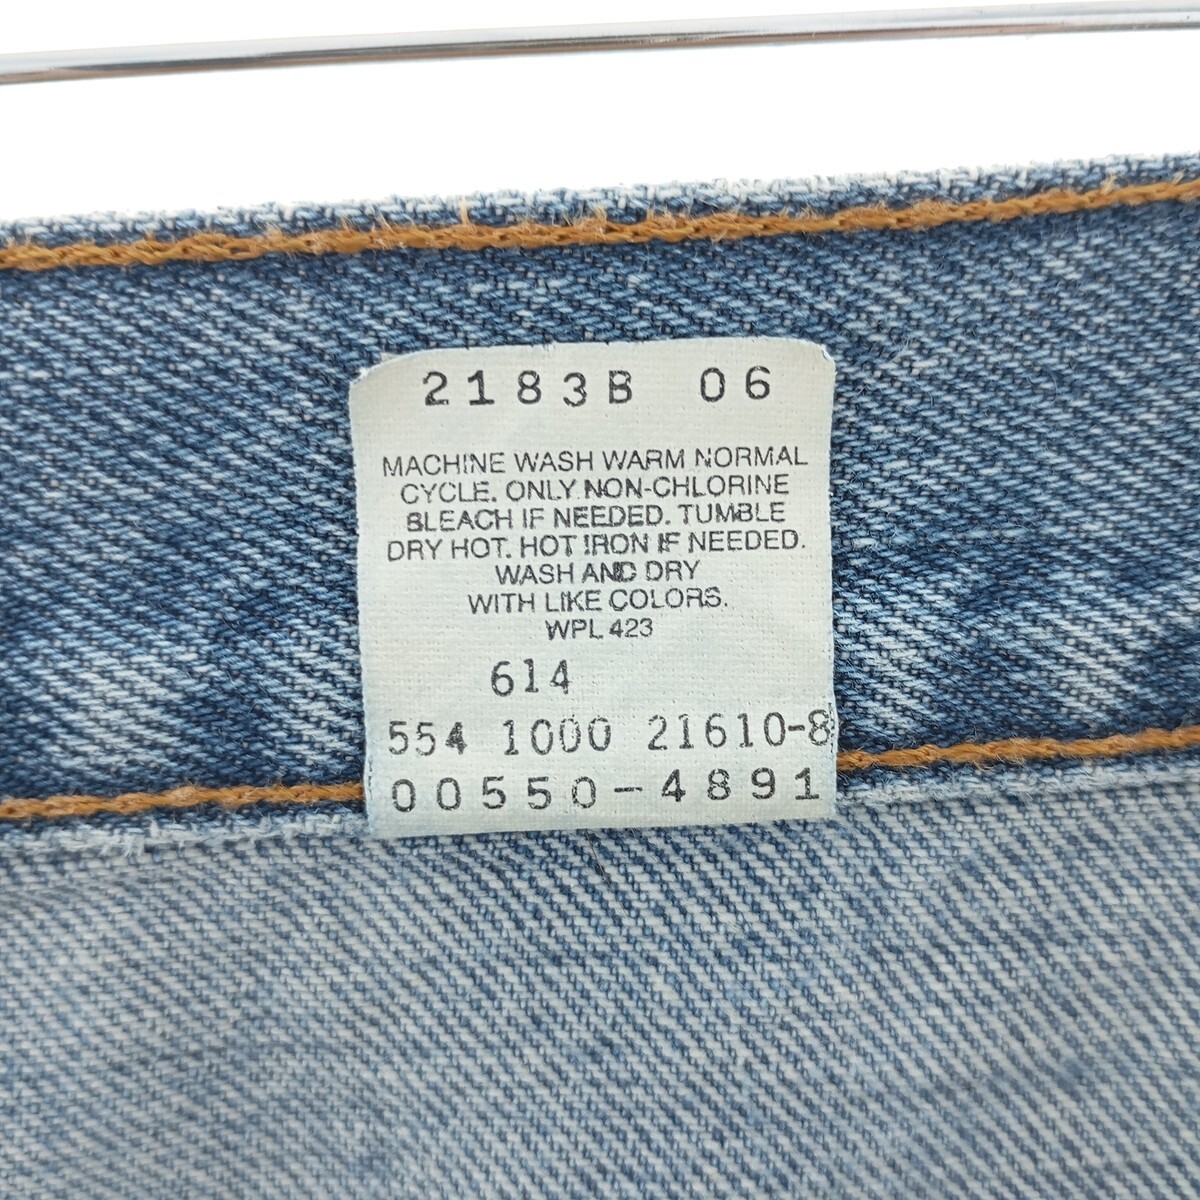 2183B 06
MACHINE WASH WARM NORMAL
CYCLE. ONLY NON-CHLORINE
BLEACH IF NEEDED. TUMBLE
DRY HOT. HOT IRON IF NEEDED.
WASH AND DRY
WITH LIKE COLORS.
WPL 423
614
554 1000 21610-8
00550-4891